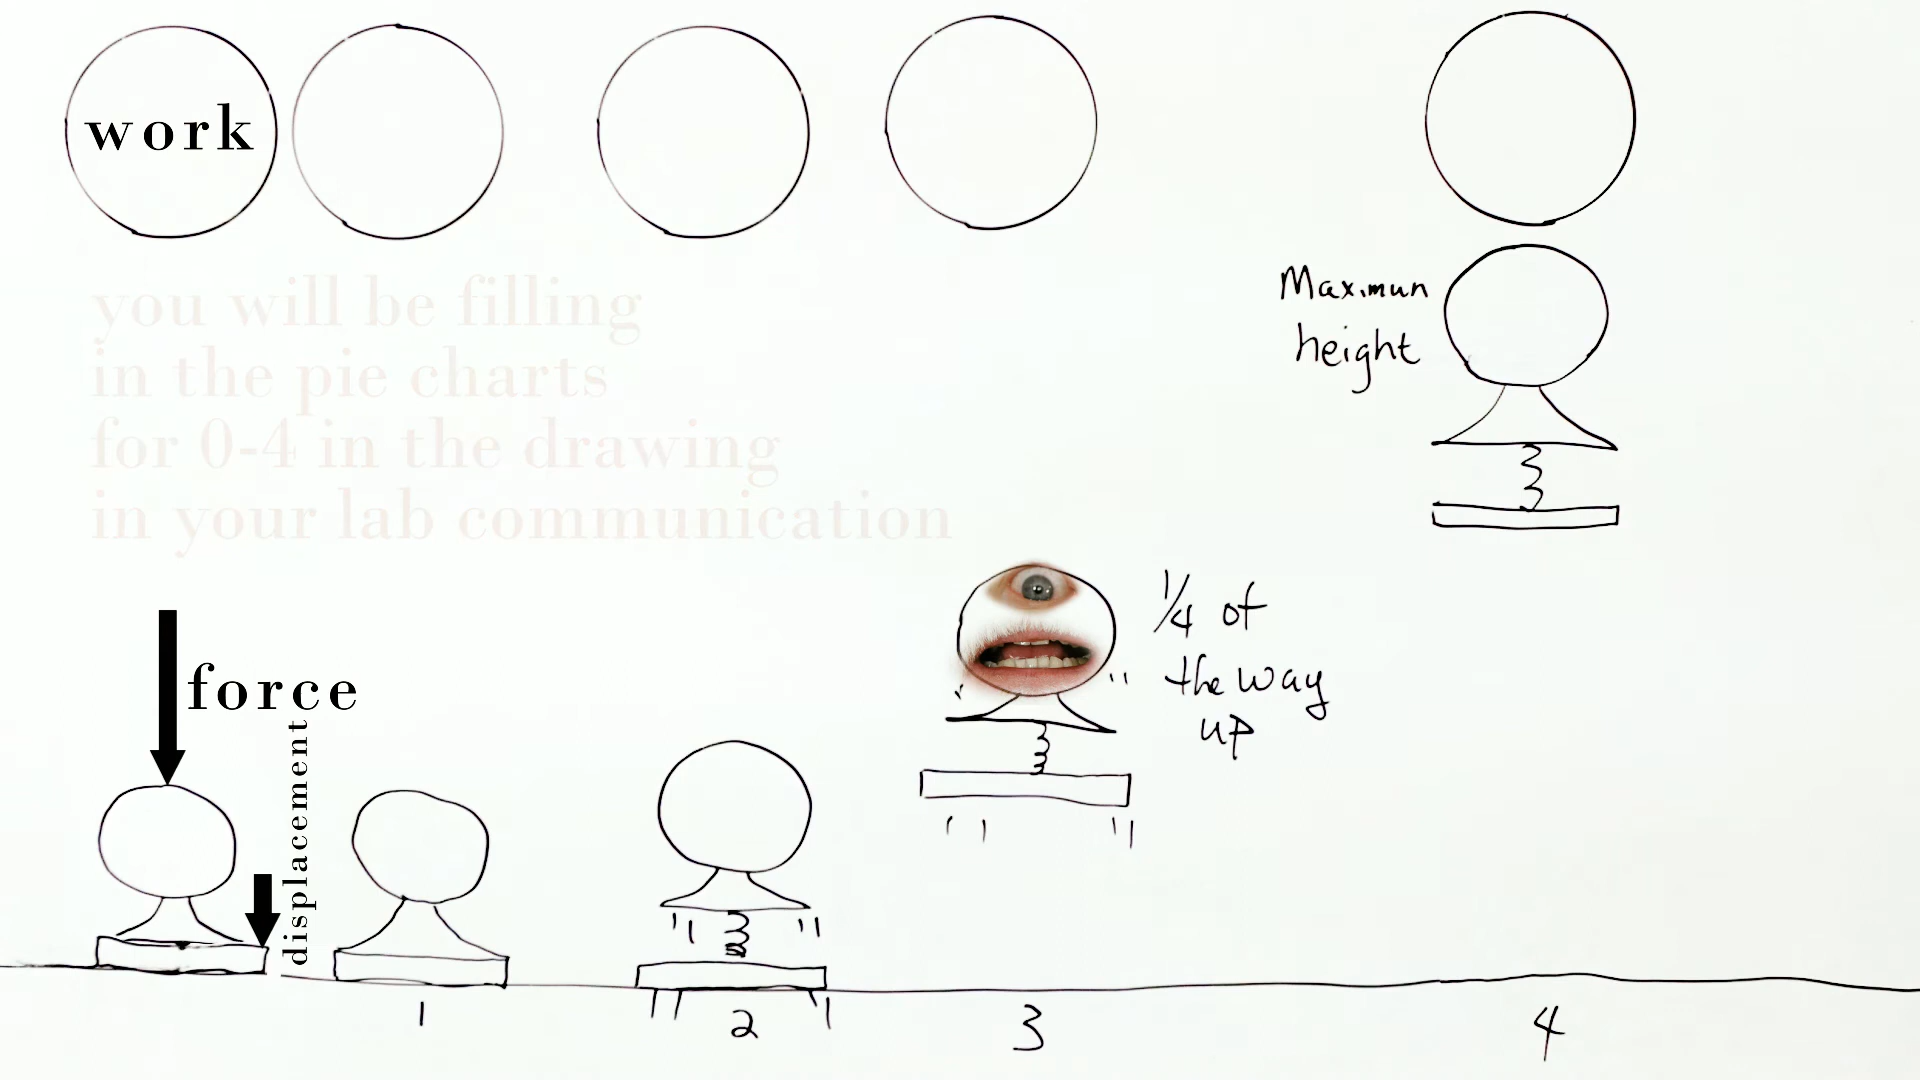 work
you will be filling
in the pie charts
for 0-4 in the drawing
in your lab communication
Maximun
height
force
displacement
1/4 of
the way
up
1
2
3
4